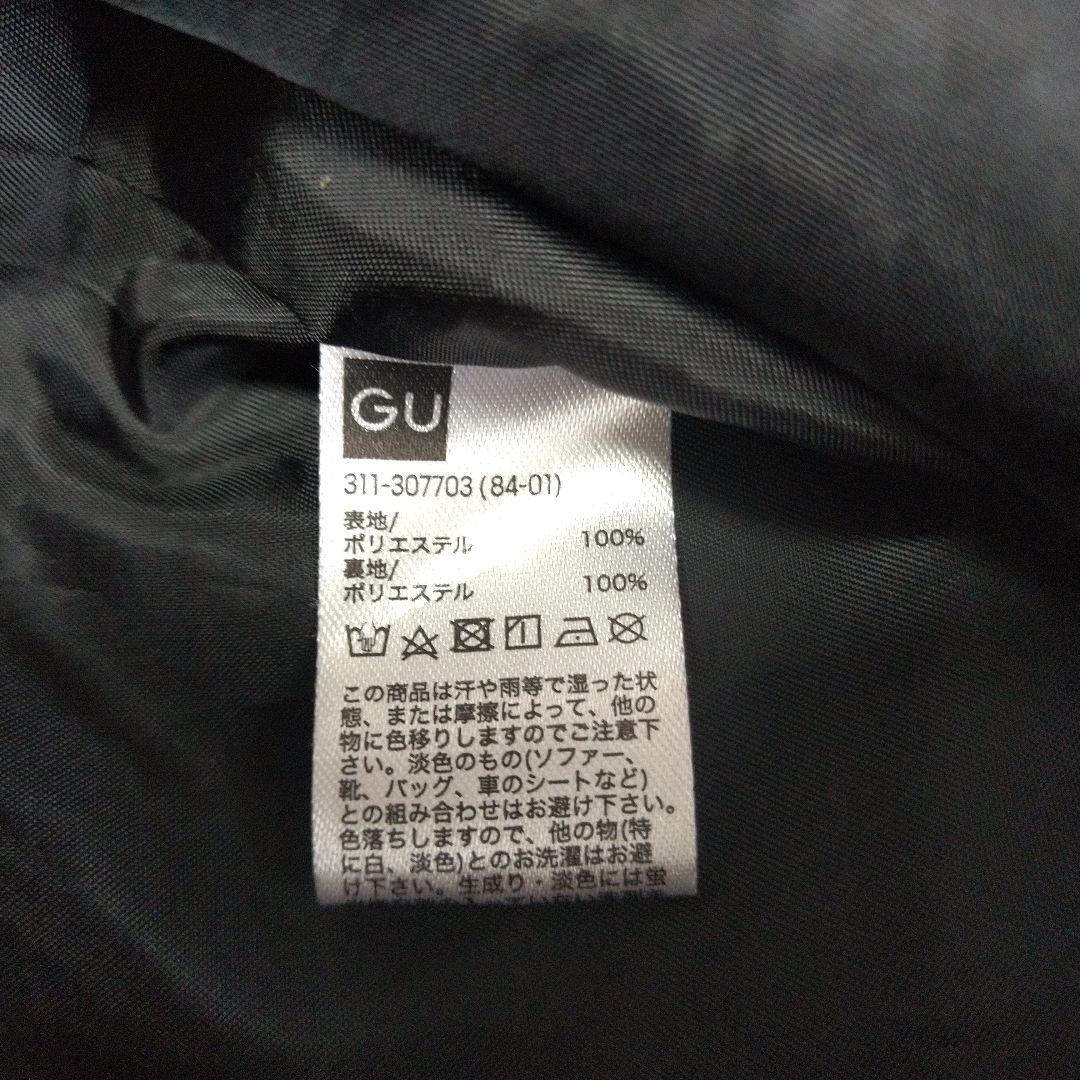 GU
311-307703 (84-01)
表地/
ポリエステル 100%
裏地/
ポリエステル 100%
この商品は汗や雨等で湿った状
態、または摩擦によって、他の
物に色移りしますのでご注意下
さい。淡色のもの(ソファー、
靴、バッグ、車のシートなど)
との組み合わせはお避け下さい。
色落ちしますので、他の物(特
に白、淡色)とのお洗濯はお避
け下さい。生成り・淡色には蛍